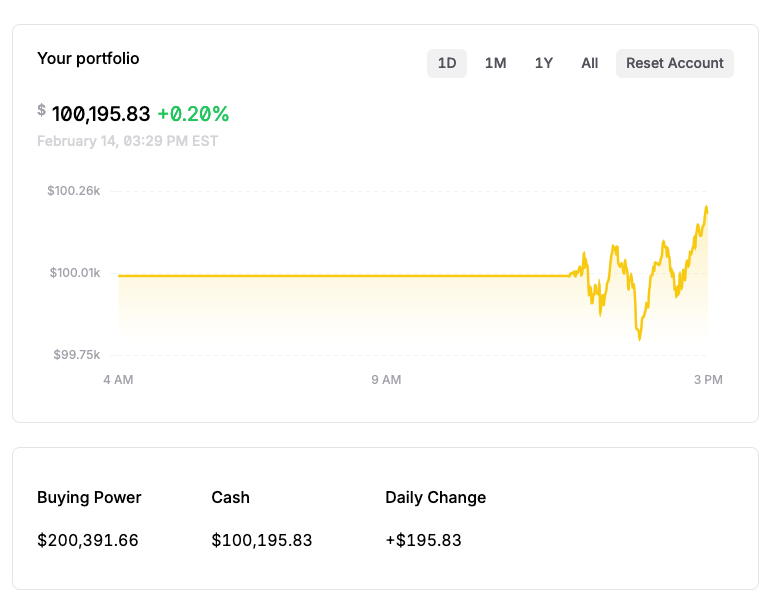 Your portfolio
1D 1M 1Y All Reset Account
$ 100,195.83 +0.20%
February 14, 03:29 PM EST
$100.26k
$100.01k
$99.75k
4 AM 9 AM 3 PM
Buying Power Cash Daily Change
$200,391.66 $100,195.83 +$195.83